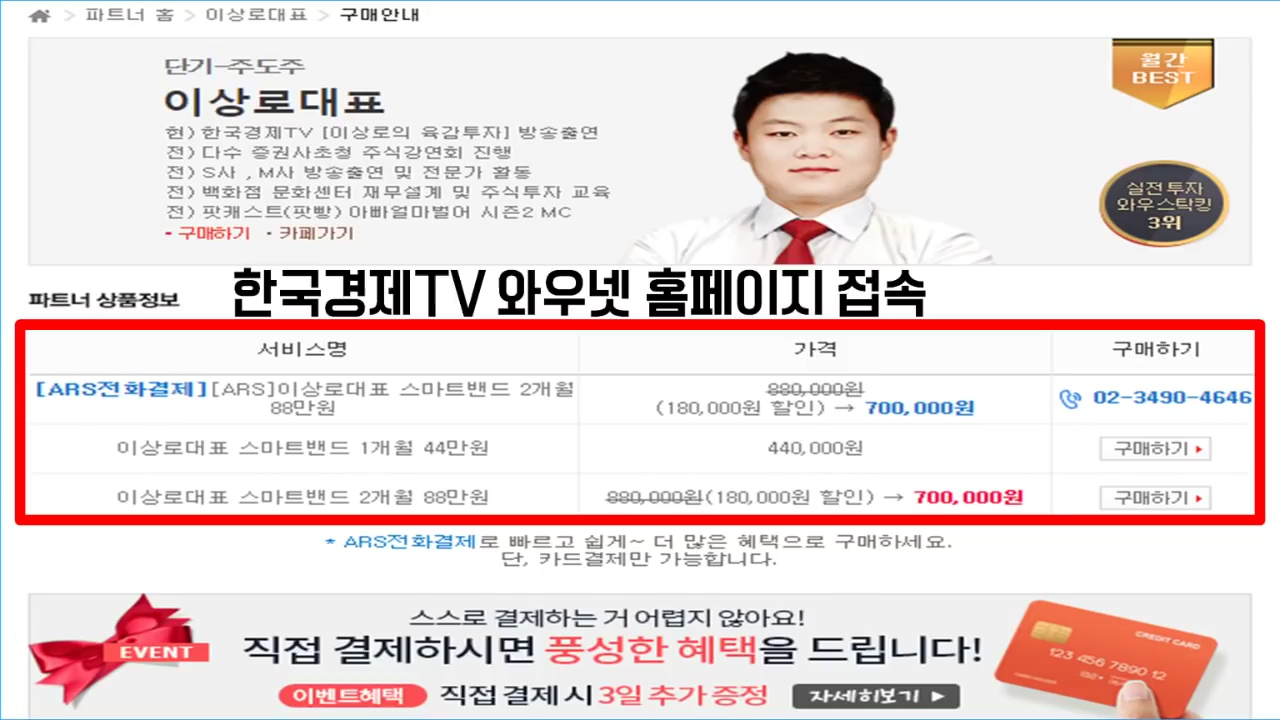 파트너 홈 > 이상로대표 > 구매안내
단기-주도주
이상로대표
현) 한국경제TV [이상로의 육감투자] 방송출연
전) 다수 증권사초청 주식강연회 진행
전) S사 , M사 방송출연 및 전문가 활동
전) 백화점 문화센터 재무설계 및 주식투자 교육
전) 팟캐스트(팟빵) 아빠얼마벌어 시즌2 MC
- 구매하기 · 카페가기
월간
BEST
실전 투자
와우 스탁킹
3위
파트너 상품정보
한국경제TV 와우넷 홈페이지 접속
서비스명 가격 구매하기
[ARS전화결제][ARS]이상로대표 스마트밴드 2개월
88만원
880,000원
(180,000원 할인) → 700,000원
02-3490-4646
이상로대표 스마트밴드 1개월 44만원 440,000원 구매하기
이상로대표 스마트밴드 2개월 88만원 880,000원(180,000원 할인) → 700,000원 구매하기
* ARS전화결제로 빠르고 쉽게~ 더 많은 혜택으로 구매하세요.
단, 카드결제만 가능합니다.
EVENT
스스로 결제하는 거 어렵지 않아요!
직접 결제하시면 풍성한 혜택을 드립니다!
이벤트혜택 직접 결제 시 3일 추가 증정 자세히보기 ▶
CREDIT CARD
123 456 7890 12